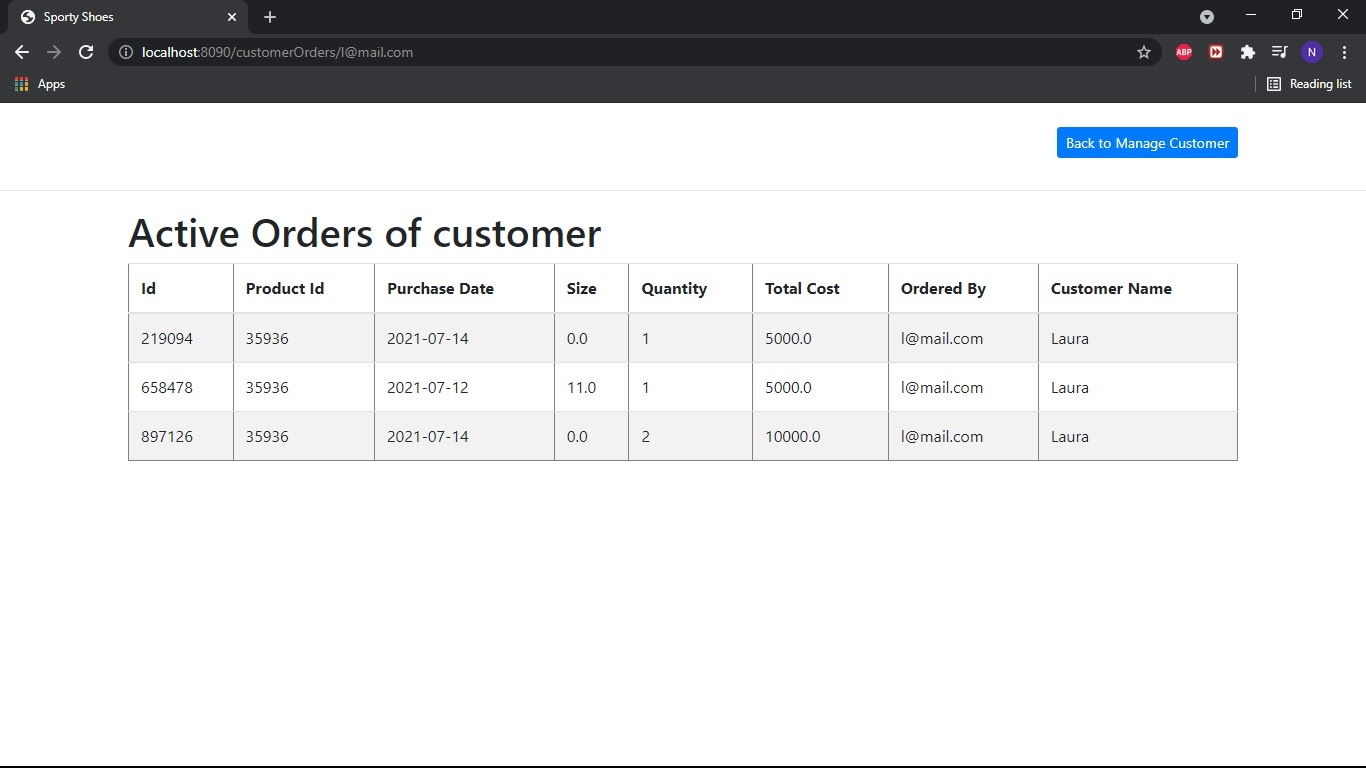 Sporty Shoes
localhost:8090/customerOrders/l@mail.com
ABP
N
Apps
Reading list
Back to Manage Customer
Active Orders of customer
Id Product Id Purchase Date Size Quantity Total Cost Ordered By Customer Name
219094 35936 2021-07-14 0.0 1 5000.0 l@mail.com Laura
658478 35936 2021-07-12 11.0 1 5000.0 l@mail.com Laura
897126 35936 2021-07-14 0.0 2 10000.0 l@mail.com Laura